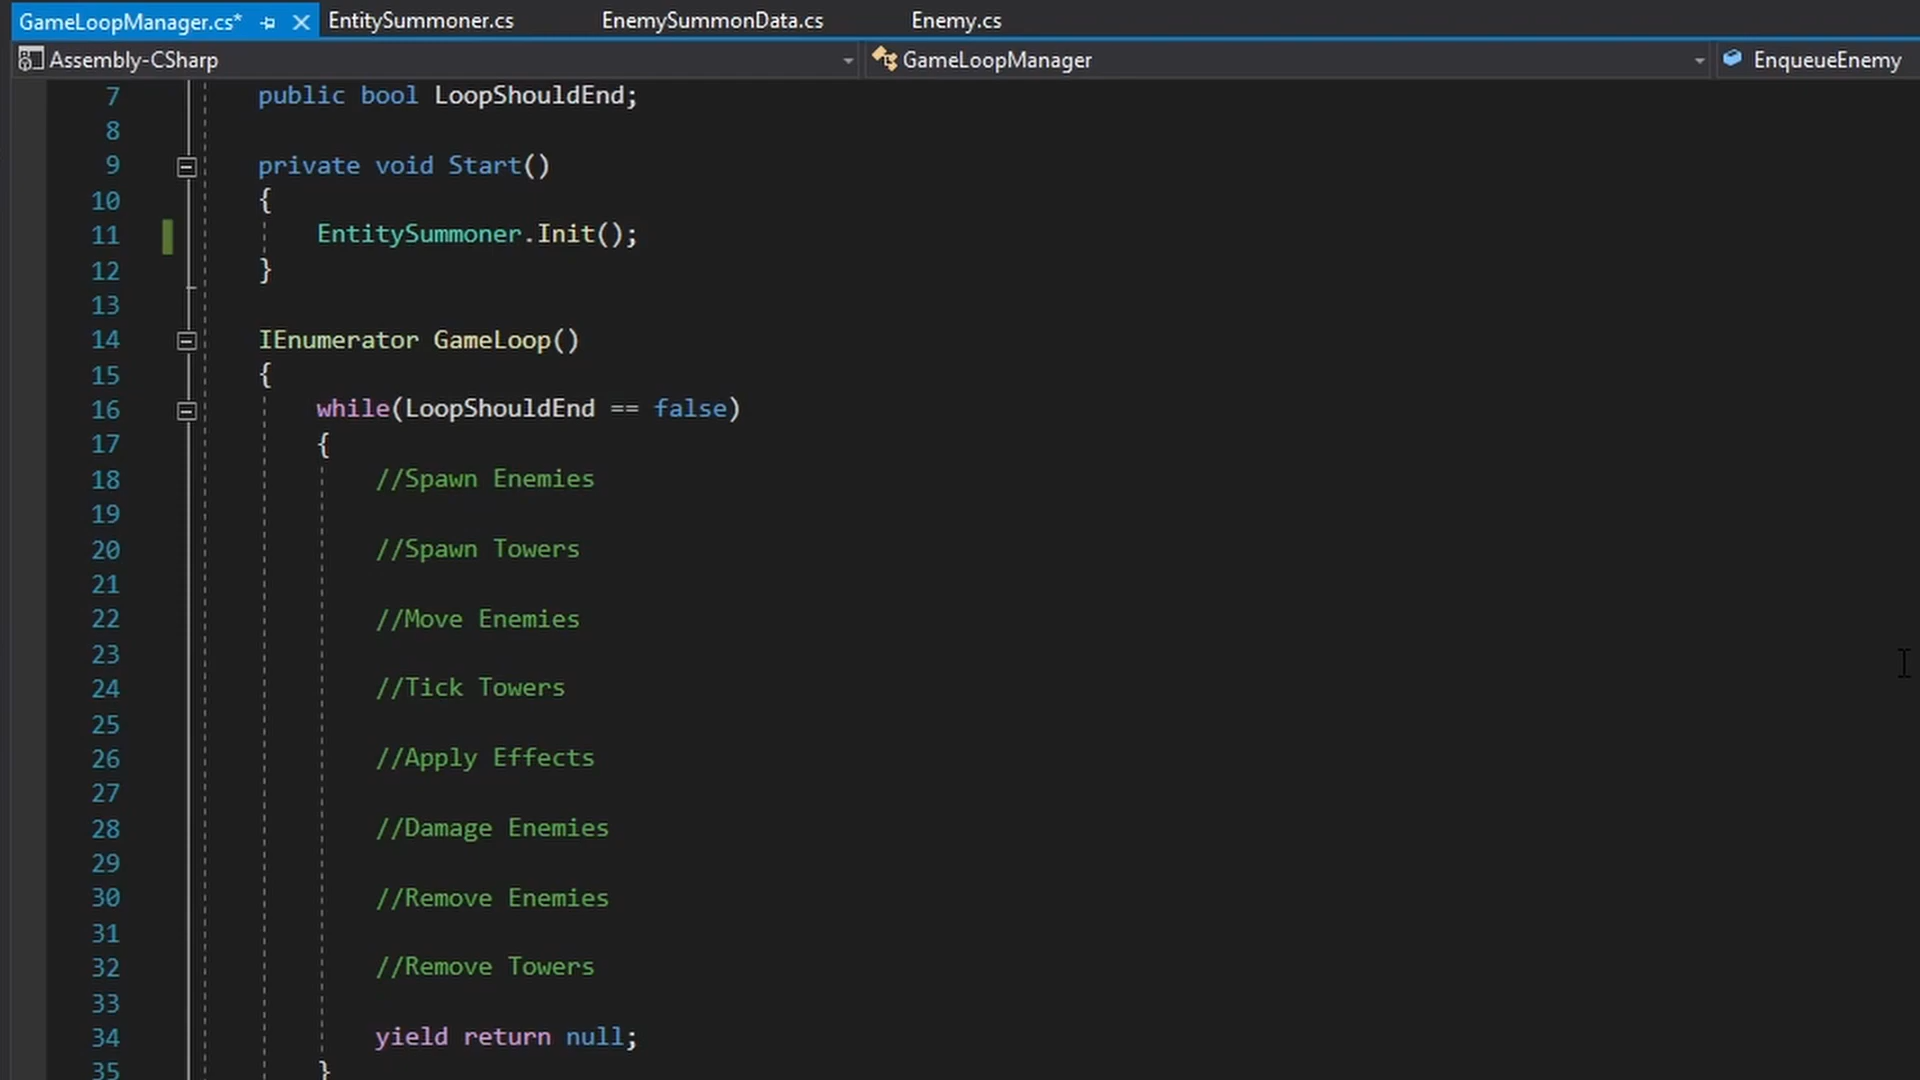 GameLoopManager.cs* EntitySummoner.cs EnemySummonData.cs Enemy.cs
Assembly-CSharp GameLoopManager EnqueueEnemy
7 public bool LoopShouldEnd;
8
9 private void Start()
10 {
11 EntitySummoner.Init();
12 }
13
14 IEnumerator GameLoop()
15 {
16 while(LoopShouldEnd == false)
17 {
18 //Spawn Enemies
19
20 //Spawn Towers
21
22 //Move Enemies
23
24 //Tick Towers
25
26 //Apply Effects
27
28 //Damage Enemies
29
30 //Remove Enemies
31
32 //Remove Towers
33
34 yield return null;
35 }